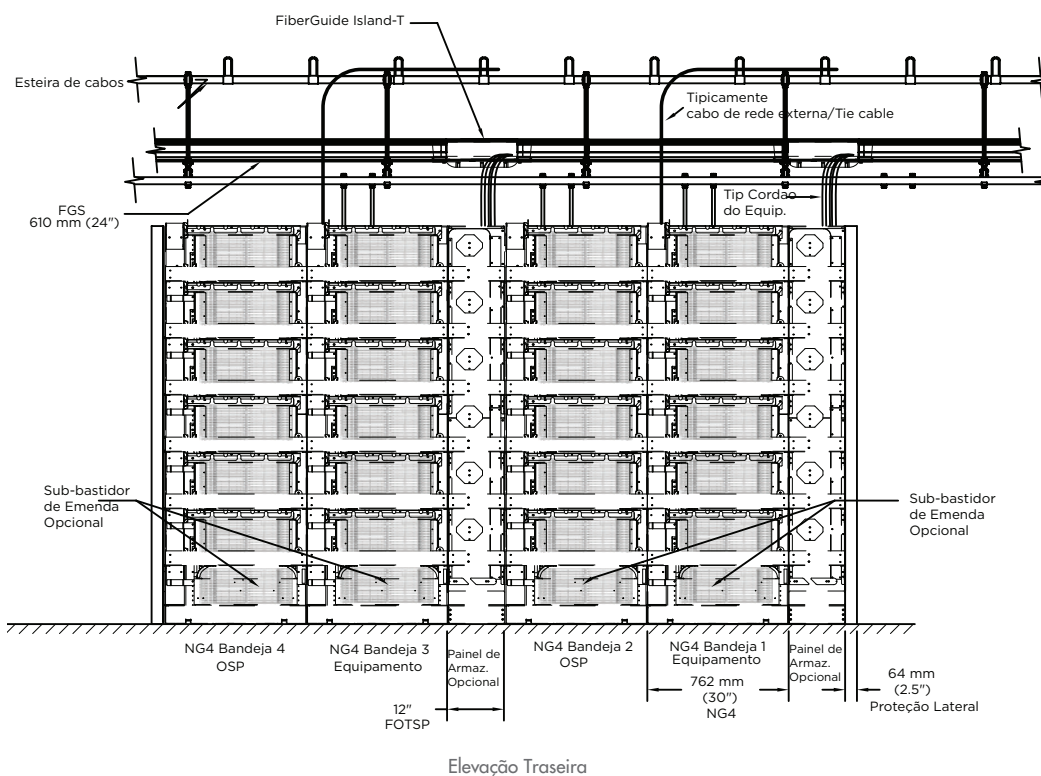 FiberGuide Island-T
Esteira de cabos
Tipicamente
cabo de rede externa/Tie cable
FGS
610 mm (24")
Tip Cordao
do Equip.
Sub-bastidor
de Emenda
Opcional
Sub-bastidor
de Emenda
Opcional
NG4 Bandeja 4
OSP
NG4 Bandeja 3
Equipamento
Painel de
Armaz.
Opcional
NG4 Bandeja 2
OSP
NG4 Bandeja 1
Equipamento
Painel de
Armaz.
Opcional
12"
FOTSP
762 mm
(30")
NG4
64 mm
(2.5")
Proteção Lateral
Elevação Traseira